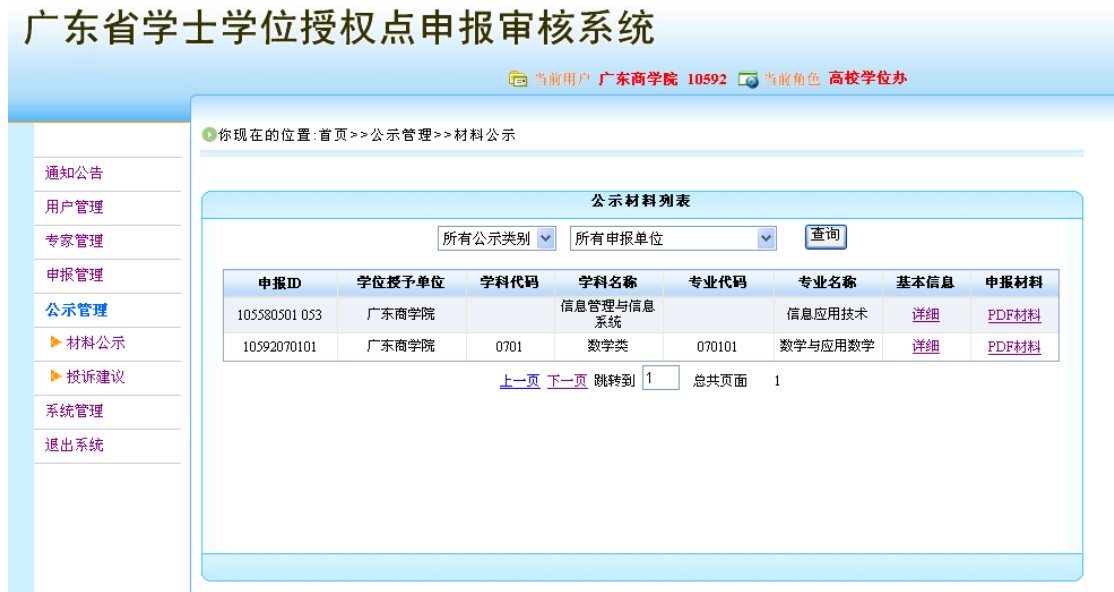 广东省学士学位授权点申报审核系统
当前用户 广东商学院 10592 当前角色 高校学位办
你现在的位置:首页>>公示管理>>材料公示
通知公告
用户管理
专家管理
申报管理
公示管理
材料公示
投诉建议
系统管理
退出系统
公示材料列表
所有公示类别 所有申报单位 查询
申报ID 学位授予单位 学科代码 学科名称 专业代码 专业名称 基本信息 申报材料
105580501 053 广东商学院 信息管理与信息 信息应用技术 详细 PDF材料
系统
10592070101 广东商学院 0701 数学类 070101 数学与应用数学 详细 PDF材料
上一页 下一页 跳转到 1 总共页面 1